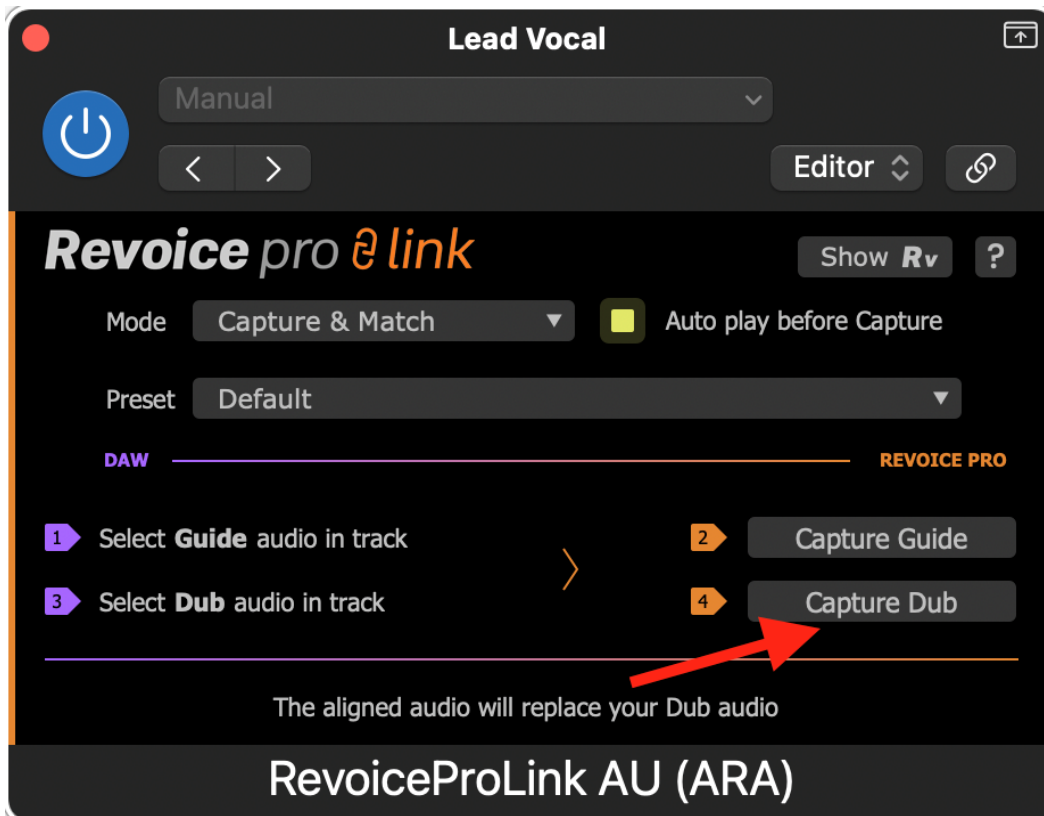 Lead Vocal
Manual
Editor
Revoice pro link
Show Rv ?
Mode Capture & Match Auto play before Capture
Preset Default
DAW REVOICE PRO
1 Select Guide audio in track 2 Capture Guide
3 Select Dub audio in track 4 Capture Dub
The aligned audio will replace your Dub audio
RevoiceProLink AU (ARA)